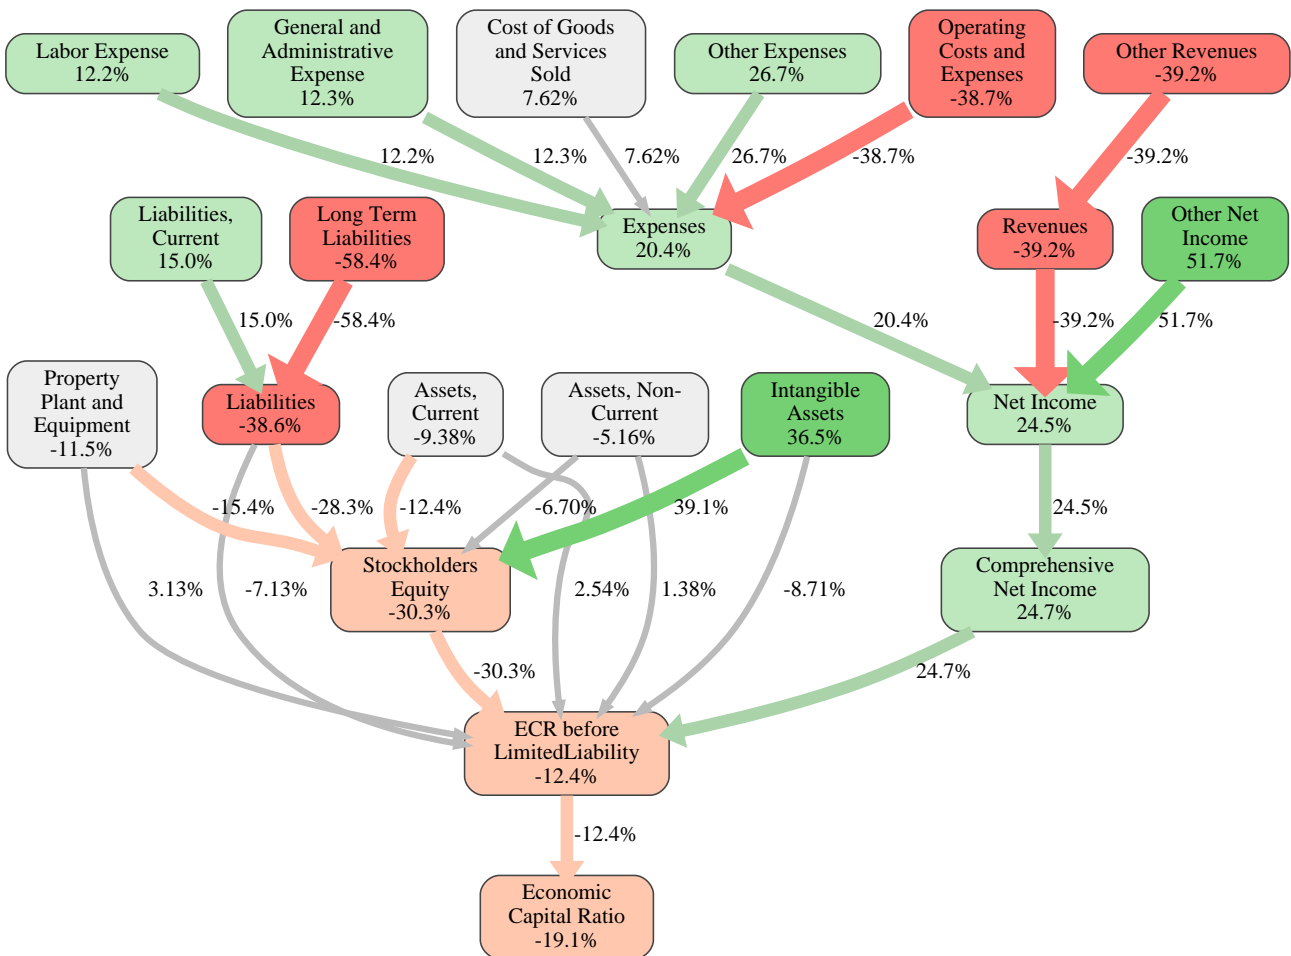 Labor Expense
12.2%
General and
Administrative
Expense
12.3%
Cost of Goods
and Services
Sold
7.62%
Other Expenses
26.7%
Operating
Costs and
Expenses
-38.7%
Other Revenues
-39.2%
12.2%
12.3%
7.62%
26.7%
-38.7%
-39.2%
Liabilities,
Current
15.0%
Long Term
Liabilities
-58.4%
Expenses
20.4%
Revenues
-39.2%
Other Net
Income
51.7%
15.0%
-58.4%
20.4%
-39.2%
51.7%
Property
Plant and
Equipment
-11.5%
Liabilities
-38.6%
Assets,
Current
-9.38%
Assets, Non-
Current
-5.16%
Intangible
Assets
36.5%
Net Income
24.5%
-15.4%
-28.3%
-12.4%
-6.70%
39.1%
24.5%
Stockholders
Equity
-30.3%
Comprehensive
Net Income
24.7%
3.13%
-7.13%
2.54%
1.38%
-8.71%
-30.3%
24.7%
ECR before
LimitedLiability
-12.4%
-12.4%
Economic
Capital Ratio
-19.1%